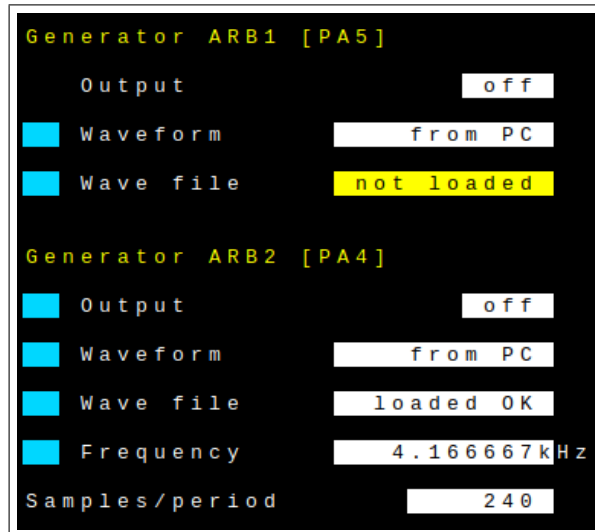 Generator ARB1 [PA5]
Output off
Waveform from PC
Wave file not loaded
Generator ARB2 [PA4]
Output off
Waveform from PC
Wave file loaded OK
Frequency 4.166667kHz
Samples/period 240